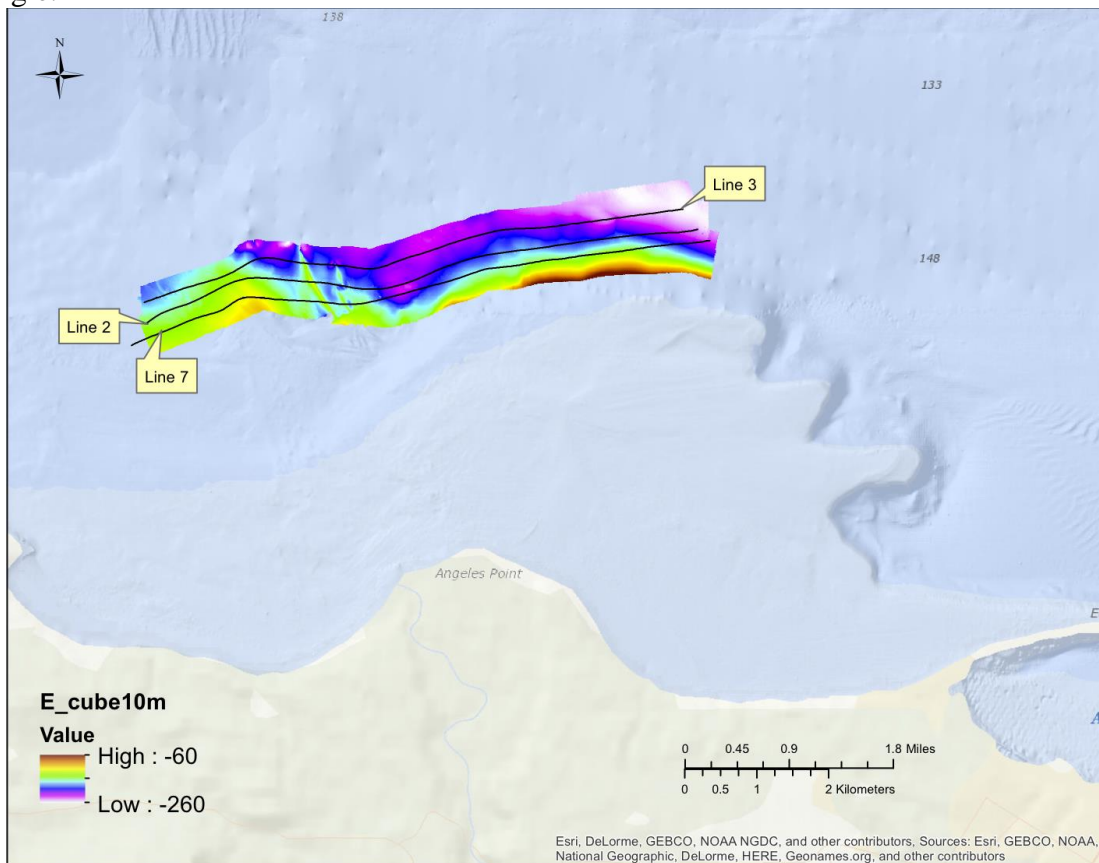 138
N
133
Line 3
148
Line 2
Line 7
Angeles Point
E
E_cube10m
Value
High : -60
Low : -260
A
0 0.45 0.9 1.8 Miles
0 0.5 1 2 Kilometers
Esri, DeLorme, GEBCO, NOAA NGDC, and other contributors, Sources: Esri, GEBCO, NOAA,
National Geographic, DeLorme, HERE, Geonames.org, and other contributors